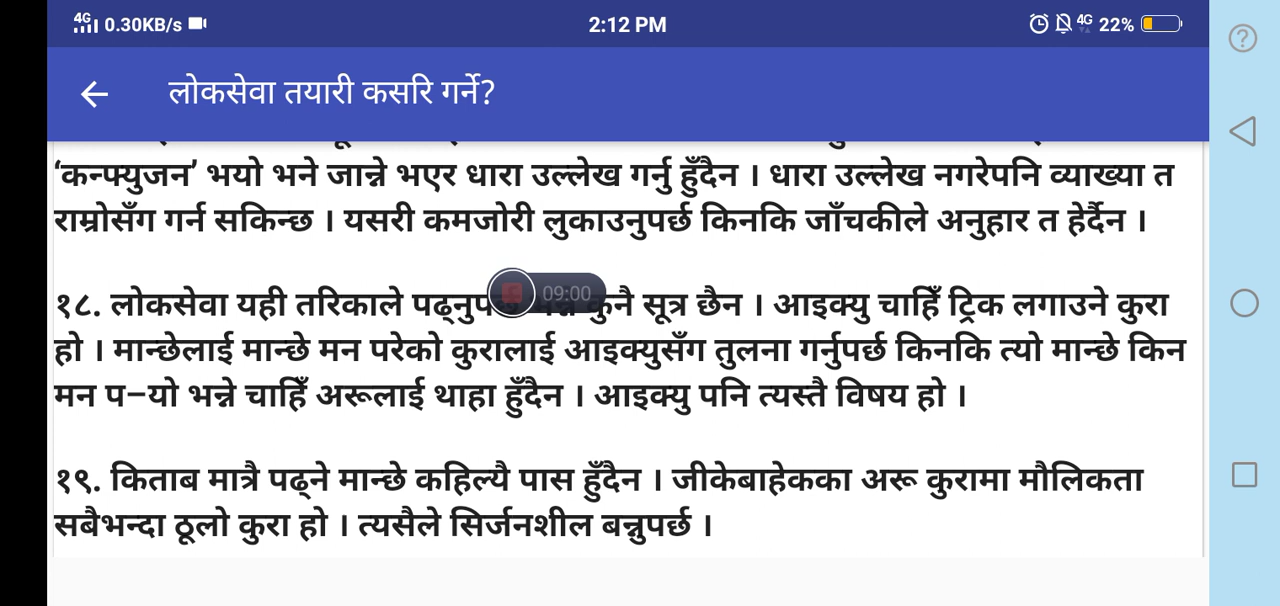 4G 0.30KB/s 2:12 PM 4G 22%
लोकसेवा तयारी कसरि गर्ने?
‘कन्फ्युजन’ भयो भने जान्ने भएर धारा उल्लेख गर्नु हुँदैन । धारा उल्लेख नगरेपनि व्याख्या त
राम्रोसँग गर्न सकिन्छ । यसरी कमजोरी लुकाउनुपर्छ किनकि जाँचकीले अनुहार त हेर्दैन ।
09:00
१८. लोकसेवा यही तरिकाले कुनै सूत्र छैन । आइक्यु चाहिँ ट्रिक लगाउने कुरा
हो । मान्छेलाई मान्छे मन परेको कुरालाई आइक्युसँग तुलना गर्नुपर्छ किनकि त्यो मान्छे किन
मन प–यो भन्ने चाहिँ अरूलाई थाहा हुँदैन । आइक्यु पनि त्यस्तै विषय हो ।
१९. किताब मात्रै पढ्ने मान्छे कहिल्यै पास हुँदैन । जीकेबाहेकका अरू कुरामा मौलिकता
सबैभन्दा ठूलो कुरा हो । त्यसैले सिर्जनशील बन्नुपर्छ ।